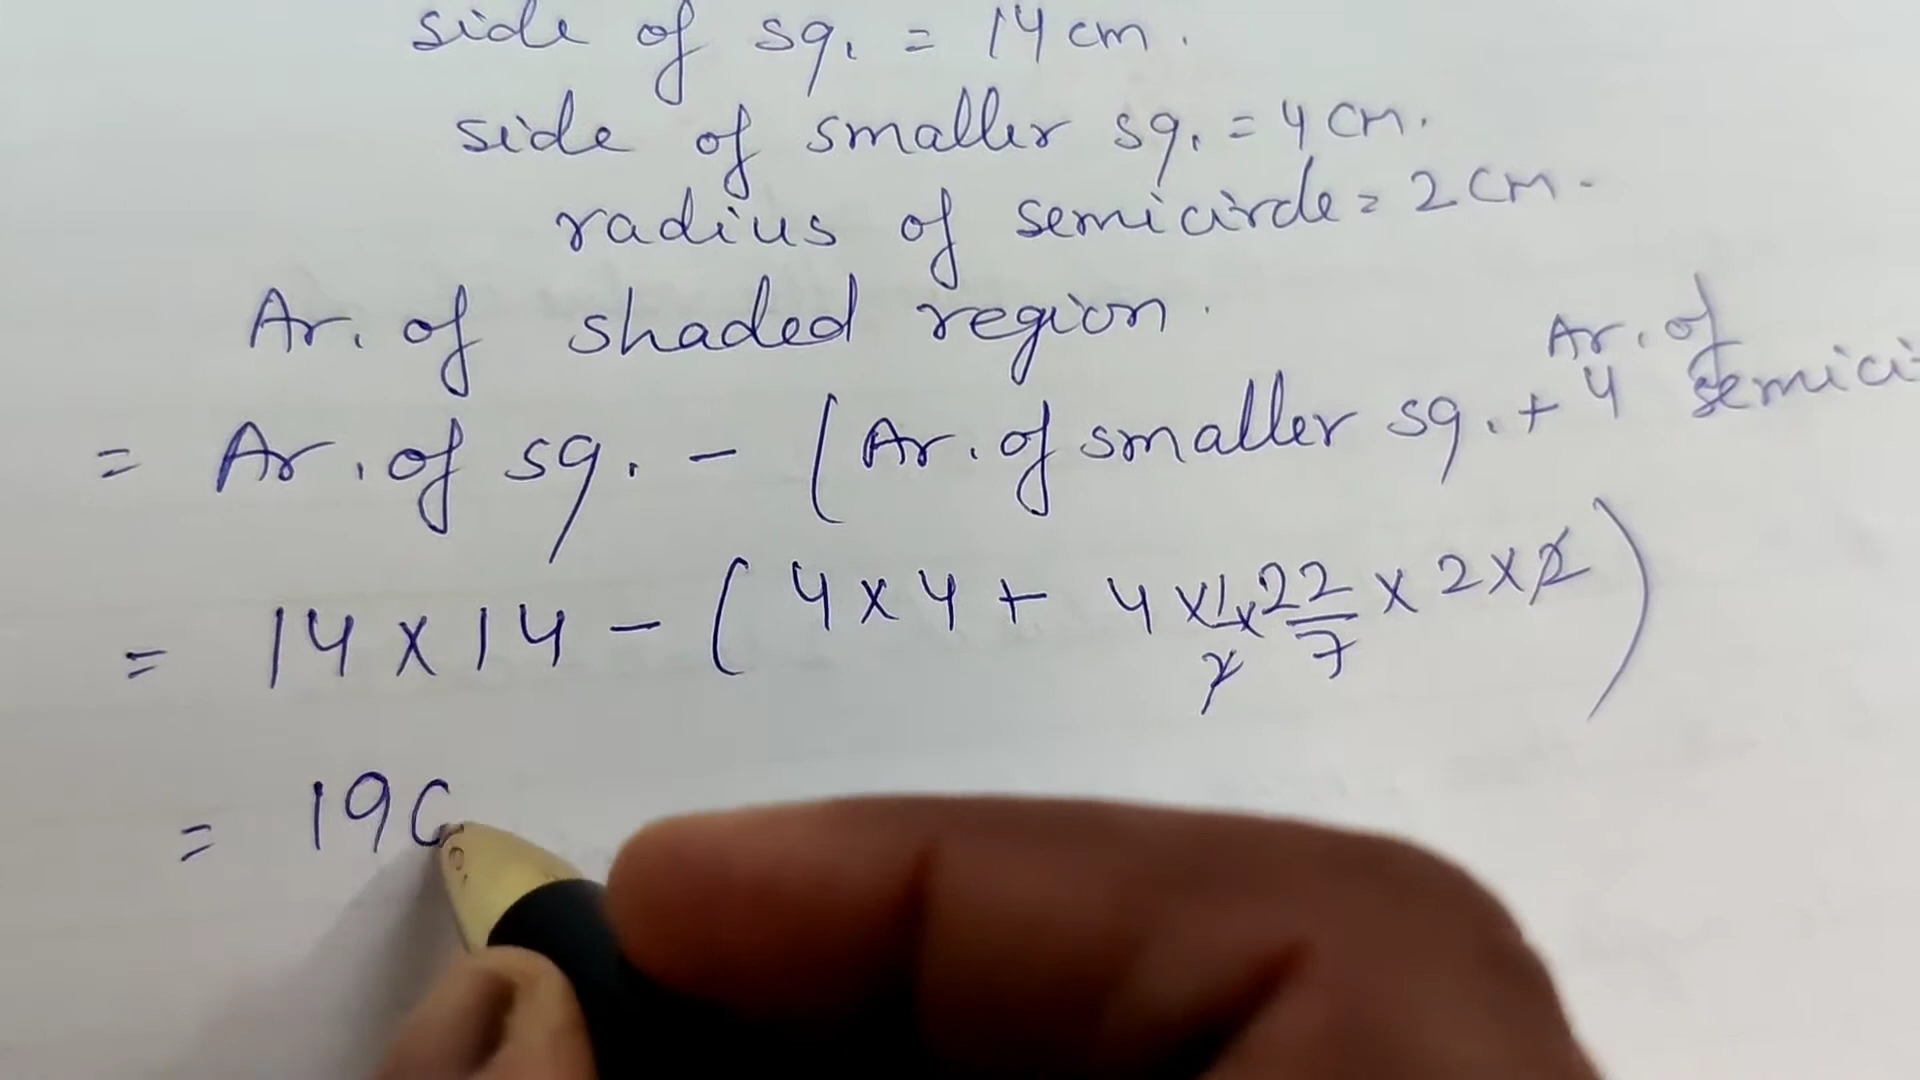 side of sq. = 14 cm.
side of smaller sq. = 4 cm.
radius of semicircle = 2 cm.
Ar. of shaded region.
= Ar. of sq. - (Ar. of smaller sq. + Ar. of 4 semici
= 14 × 14 - ( 4 × 4 + 4 × 1/2 × 22/7 × 2 × 2 )
= 19